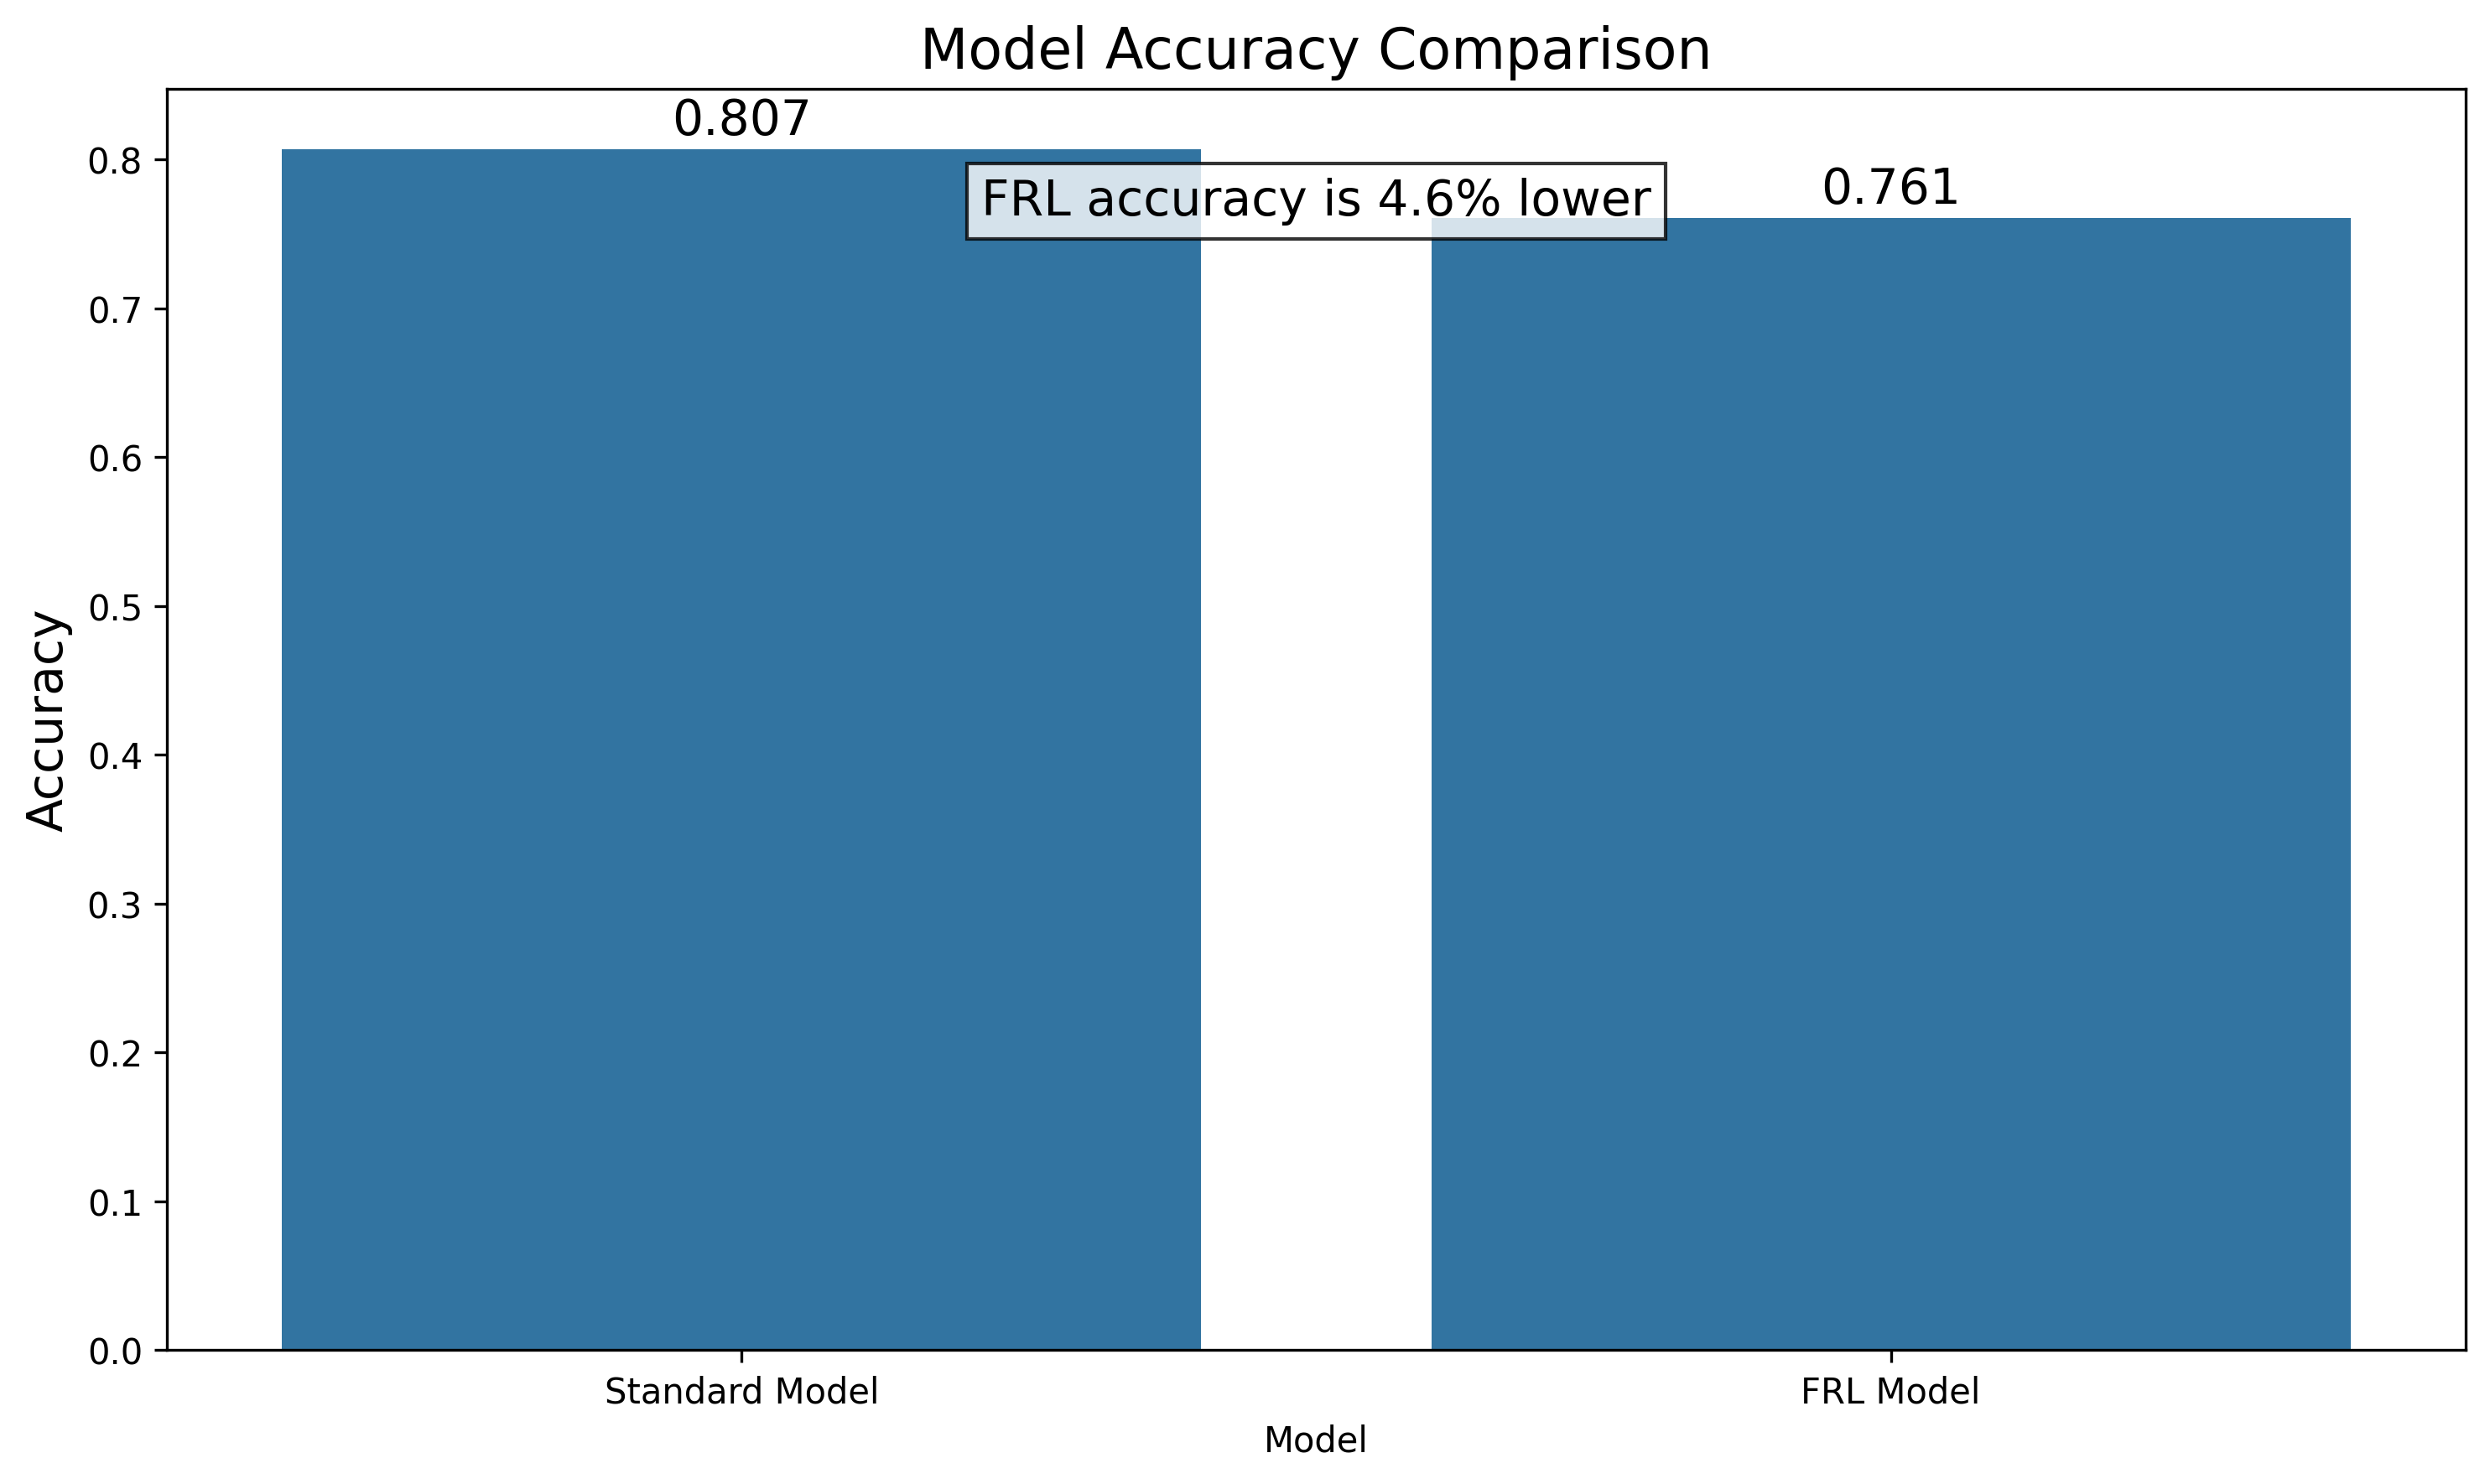 Model Accuracy Comparison
0.807
FRL accuracy is 4.6% lower
0.761
Accuracy
0.8
0.7
0.6
0.5
0.4
0.3
0.2
0.1
0.0
Standard Model
FRL Model
Model